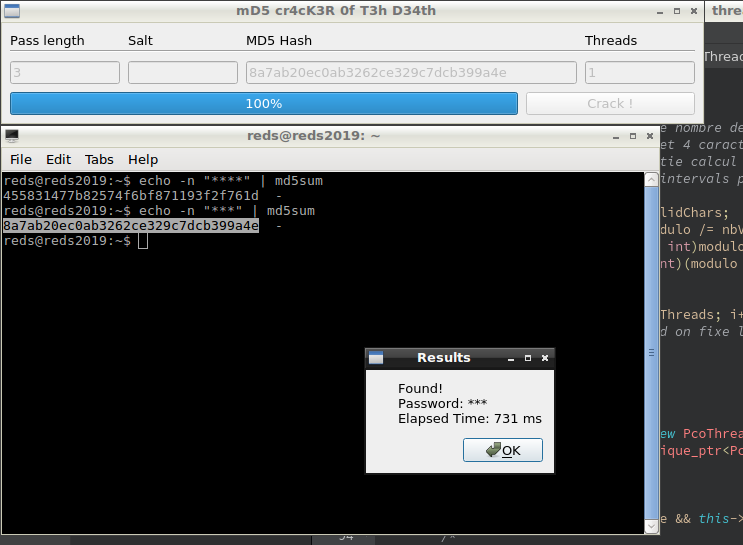 mD5 cr4cK3R 0f T3h D34th
Pass length Salt MD5 Hash Threads
3 8a7ab20ec0ab3262ce329c7dcb399a4e 1
100% Crack !
reds@reds2019: ~
File Edit Tabs Help
reds@reds2019:~$ echo -n "****" | md5sum
455831477b82574f6bf871193f2f761d  -
reds@reds2019:~$ echo -n "***" | md5sum
8a7ab20ec0ab3262ce329c7dcb399a4e  -
reds@reds2019:~$
Results
Found!
Password: ***
Elapsed Time: 731 ms
OK
thre
Threa
e nombre de
et 4 caract
tie calcul
intervals p
lidChars;
dulo /= nbV
int)modulo
nt)(modulo
Threads; i+
d on fixe l
ew PcoThrea
ique_ptr<Pc
e && this->
/*